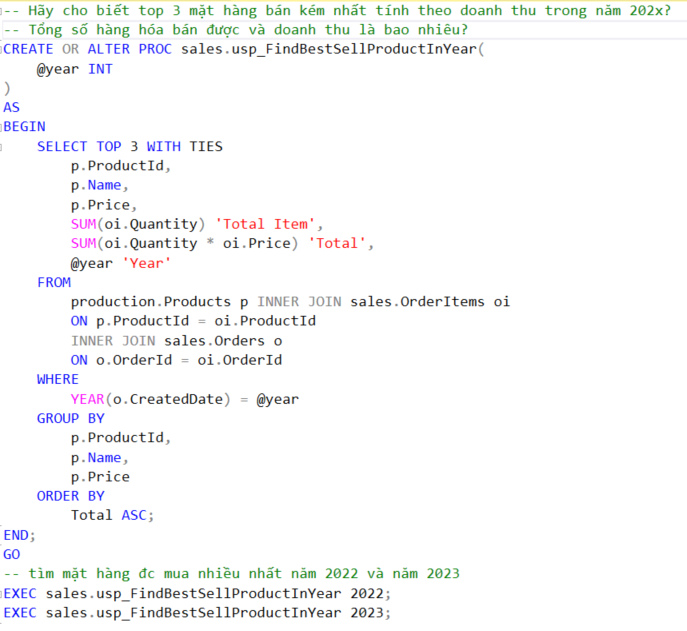 -- Hãy cho biết top 3 mặt hàng bán kém nhất tính theo doanh thu trong năm 202x?
-- Tổng số hàng hóa bán được và doanh thu là bao nhiêu?
CREATE OR ALTER PROC sales.usp_FindBestSellProductInYear(
    @year INT
)
AS
BEGIN
    SELECT TOP 3 WITH TIES
        p.ProductId,
        p.Name,
        p.Price,
        SUM(oi.Quantity) 'Total Item',
        SUM(oi.Quantity * oi.Price) 'Total',
        @year 'Year'
    FROM
        production.Products p INNER JOIN sales.OrderItems oi
        ON p.ProductId = oi.ProductId
        INNER JOIN sales.Orders o
        ON o.OrderId = oi.OrderId
    WHERE
        YEAR(o.CreatedDate) = @year
    GROUP BY
        p.ProductId,
        p.Name,
        p.Price
    ORDER BY
        Total ASC;
END;
GO
-- tìm mặt hàng đc mua nhiều nhất năm 2022 và năm 2023
EXEC sales.usp_FindBestSellProductInYear 2022;
EXEC sales.usp_FindBestSellProductInYear 2023;